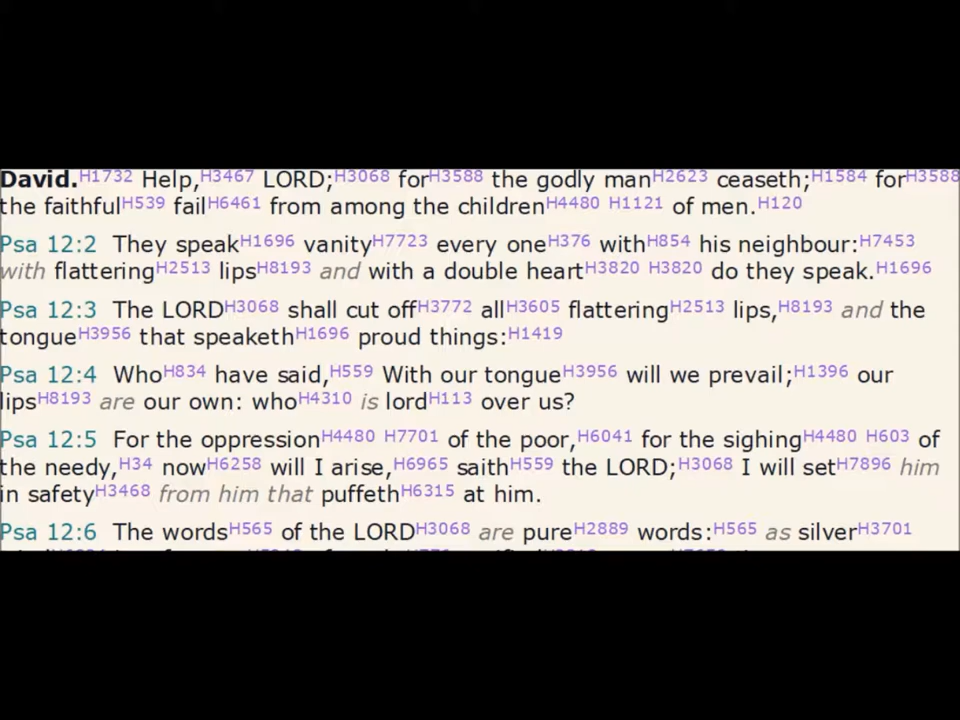 David.H1732 Help,H3467 LORD;H3068 forH3588 the godly manH2623 ceaseth;H1584 forH3588
the faithfulH539 failH6461 from among the childrenH4480 H1121 of men.H120
Psa 12:2 They speakH1696 vanityH7723 every oneH376 withH854 his neighbour:H7453
with flatteringH2513 lipsH8193 and with a double heartH3820 H3820 do they speak.H1696
Psa 12:3 The LORDH3068 shall cut offH3772 allH3605 flatteringH2513 lips,H8193 and the
tongueH3956 that speakethH1696 proud things:H1419
Psa 12:4 WhoH834 have said,H559 With our tongueH3956 will we prevail;H1396 our
lipsH8193 are our own: whoH4310 is lordH113 over us?
Psa 12:5 For the oppressionH4480 H7701 of the poor,H6041 for the sighingH4480 H603 of
the needy,H34 nowH6258 will I arise,H6965 saithH559 the LORD;H3068 I will setH7896 him
in safetyH3468 from him that puffethH6315 at him.
Psa 12:6 The wordsH565 of the LORDH3068 are pureH2889 words:H565 as silverH3701